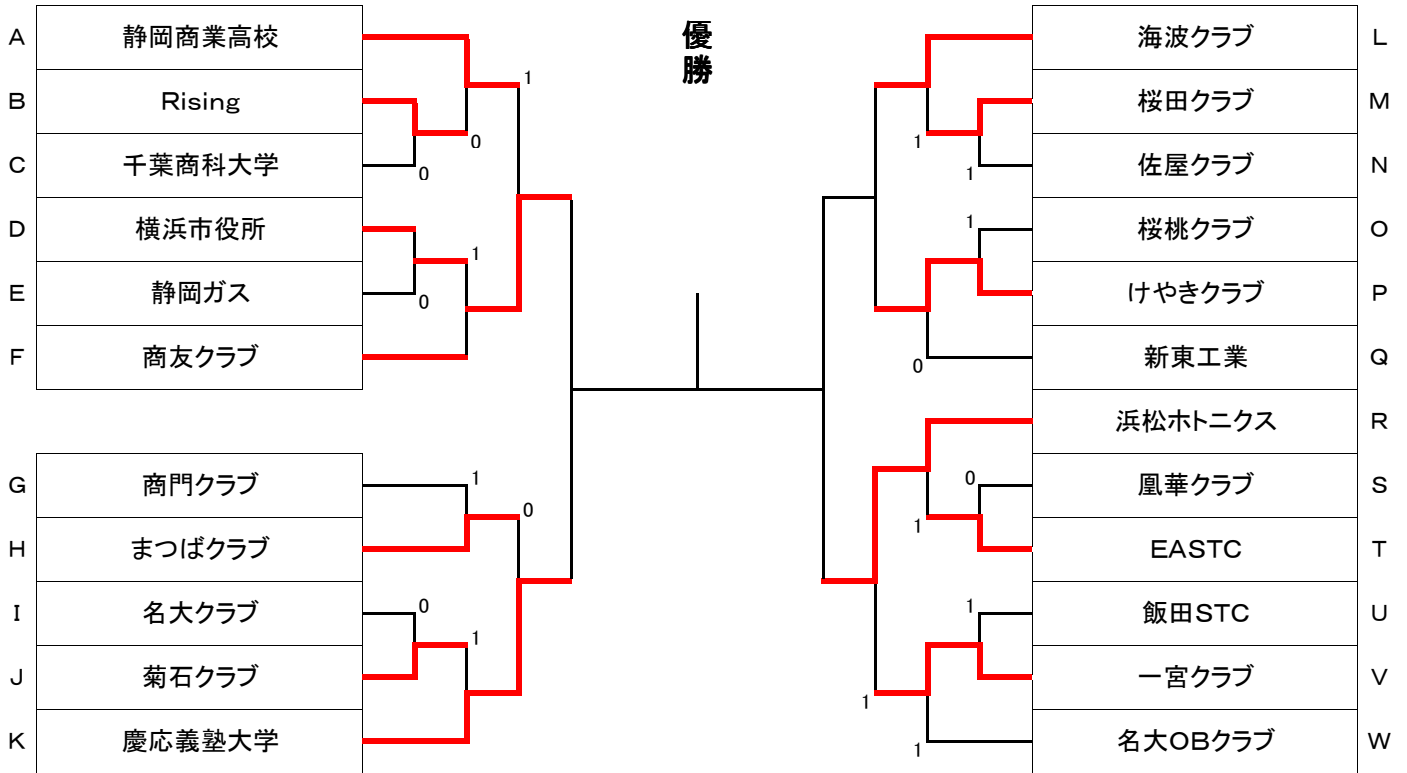 優勝
A 静岡商業高校
B Rising
C 千葉商科大学
D 横浜市役所
E 静岡ガス
F 商友クラブ
G 商門クラブ
H まつばクラブ
I 名大クラブ
J 菊石クラブ
K 慶応義塾大学
1
0
0
1
0
1
0
0
1
海波クラブ L
桜田クラブ M
佐屋クラブ N
桜桃クラブ O
けやきクラブ P
新東工業 Q
浜松ホトニクス R
凰華クラブ S
EASTC T
飯田STC U
一宮クラブ V
名大OBクラブ W
1
1
1
0
0
1
1
1
1